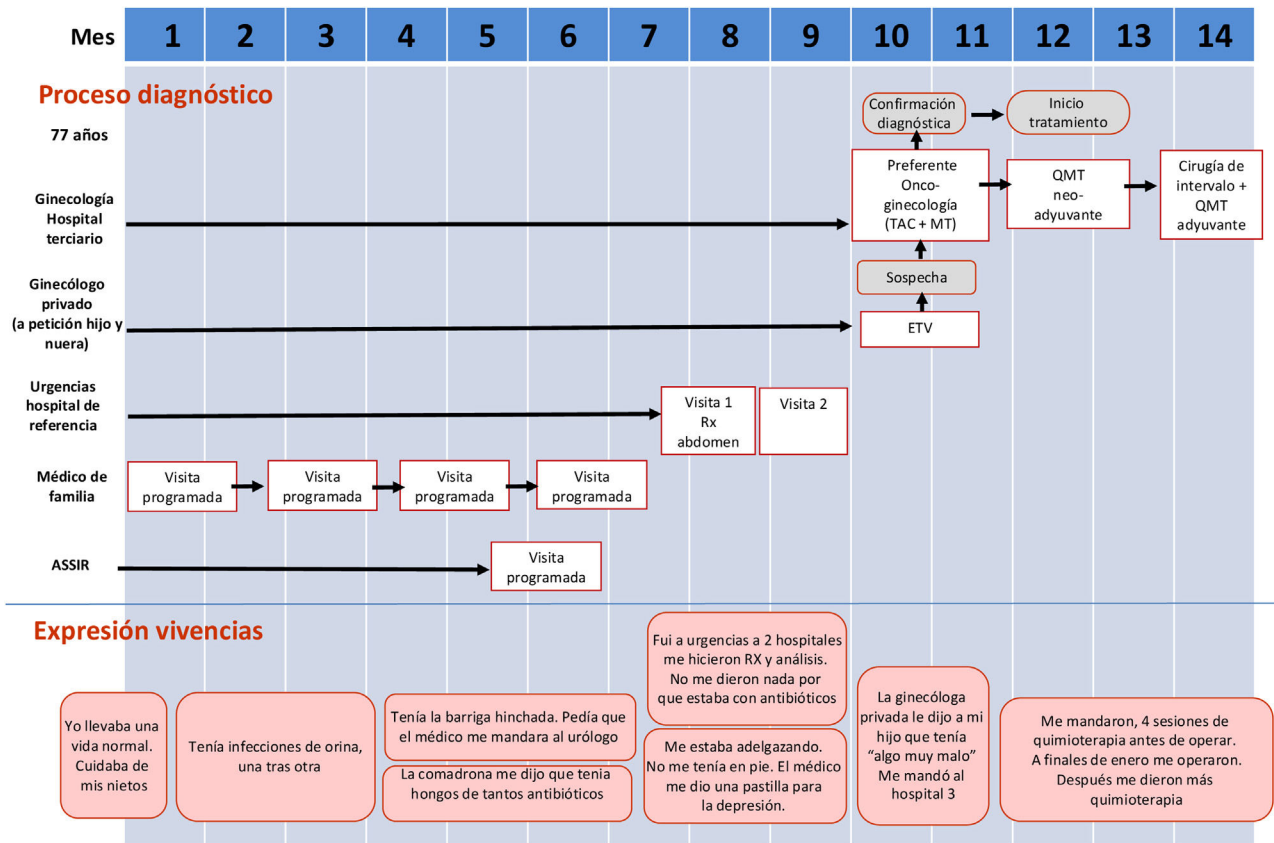 Mes 1 2 3 4 5 6 7 8 9 10 11 12 13 14
Proceso diagnóstico
77 años
Confirmación
diagnóstica
Inicio
tratamiento
Ginecología
Hospital
terciario
Preferente
Onco-
ginecología
(TAC + MT)
QMT
neo-
adyuvante
Cirugía de
intervalo +
QMT
adyuvante
Sospecha
Ginecólogo
privado
(a petición hijo y
nuera)
ETV
Urgencias
hospital de
referencia
Visita 1
Rx
abdomen
Visita 2
Médico de
familia
Visita
programada
Visita
programada
Visita
programada
Visita
programada
ASSIR
Visita
programada
Expresión vivencias
Yo llevaba una
vida normal.
Cuidaba de
mis nietos
Tenía infecciones de orina,
una tras otra
Tenía la barriga hinchada. Pedía que
el médico me mandara al urólogo
La comadrona me dijo que tenia
hongos de tantos antibióticos
Fui a urgencias a 2 hospitales
me hicieron RX y análisis.
No me dieron nada por
que estaba con antibióticos
Me estaba adelgazando.
No me tenía en pie. El médico
me dio una pastilla para
la depresión.
La ginecóloga
privada le dijo a mi
hijo que tenía
“algo muy malo”
Me mandó al
hospital 3
Me mandaron, 4 sesiones de
quimioterapia antes de operar.
A finales de enero me operaron.
Después me dieron más
quimioterapia